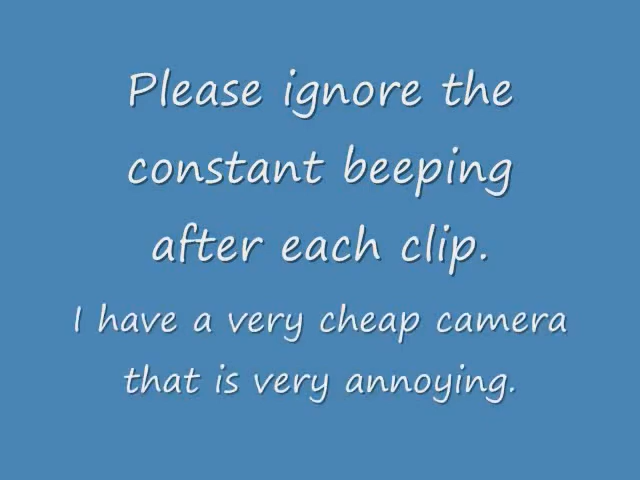 Please ignore the
constant beeping
after each clip.
I have a very cheap camera
that is very annoying.